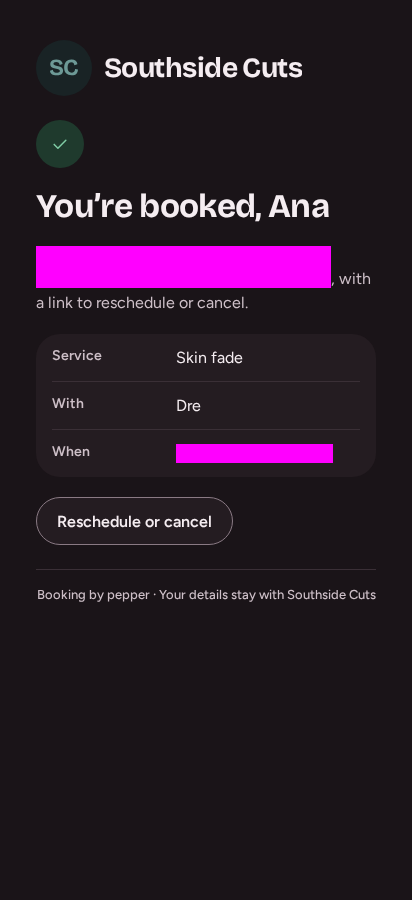 SC
Southside Cuts
You’re booked, Ana
, with
a link to reschedule or cancel.
Service
Skin fade
With
Dre
When
Reschedule or cancel
Booking by pepper · Your details stay with Southside Cuts